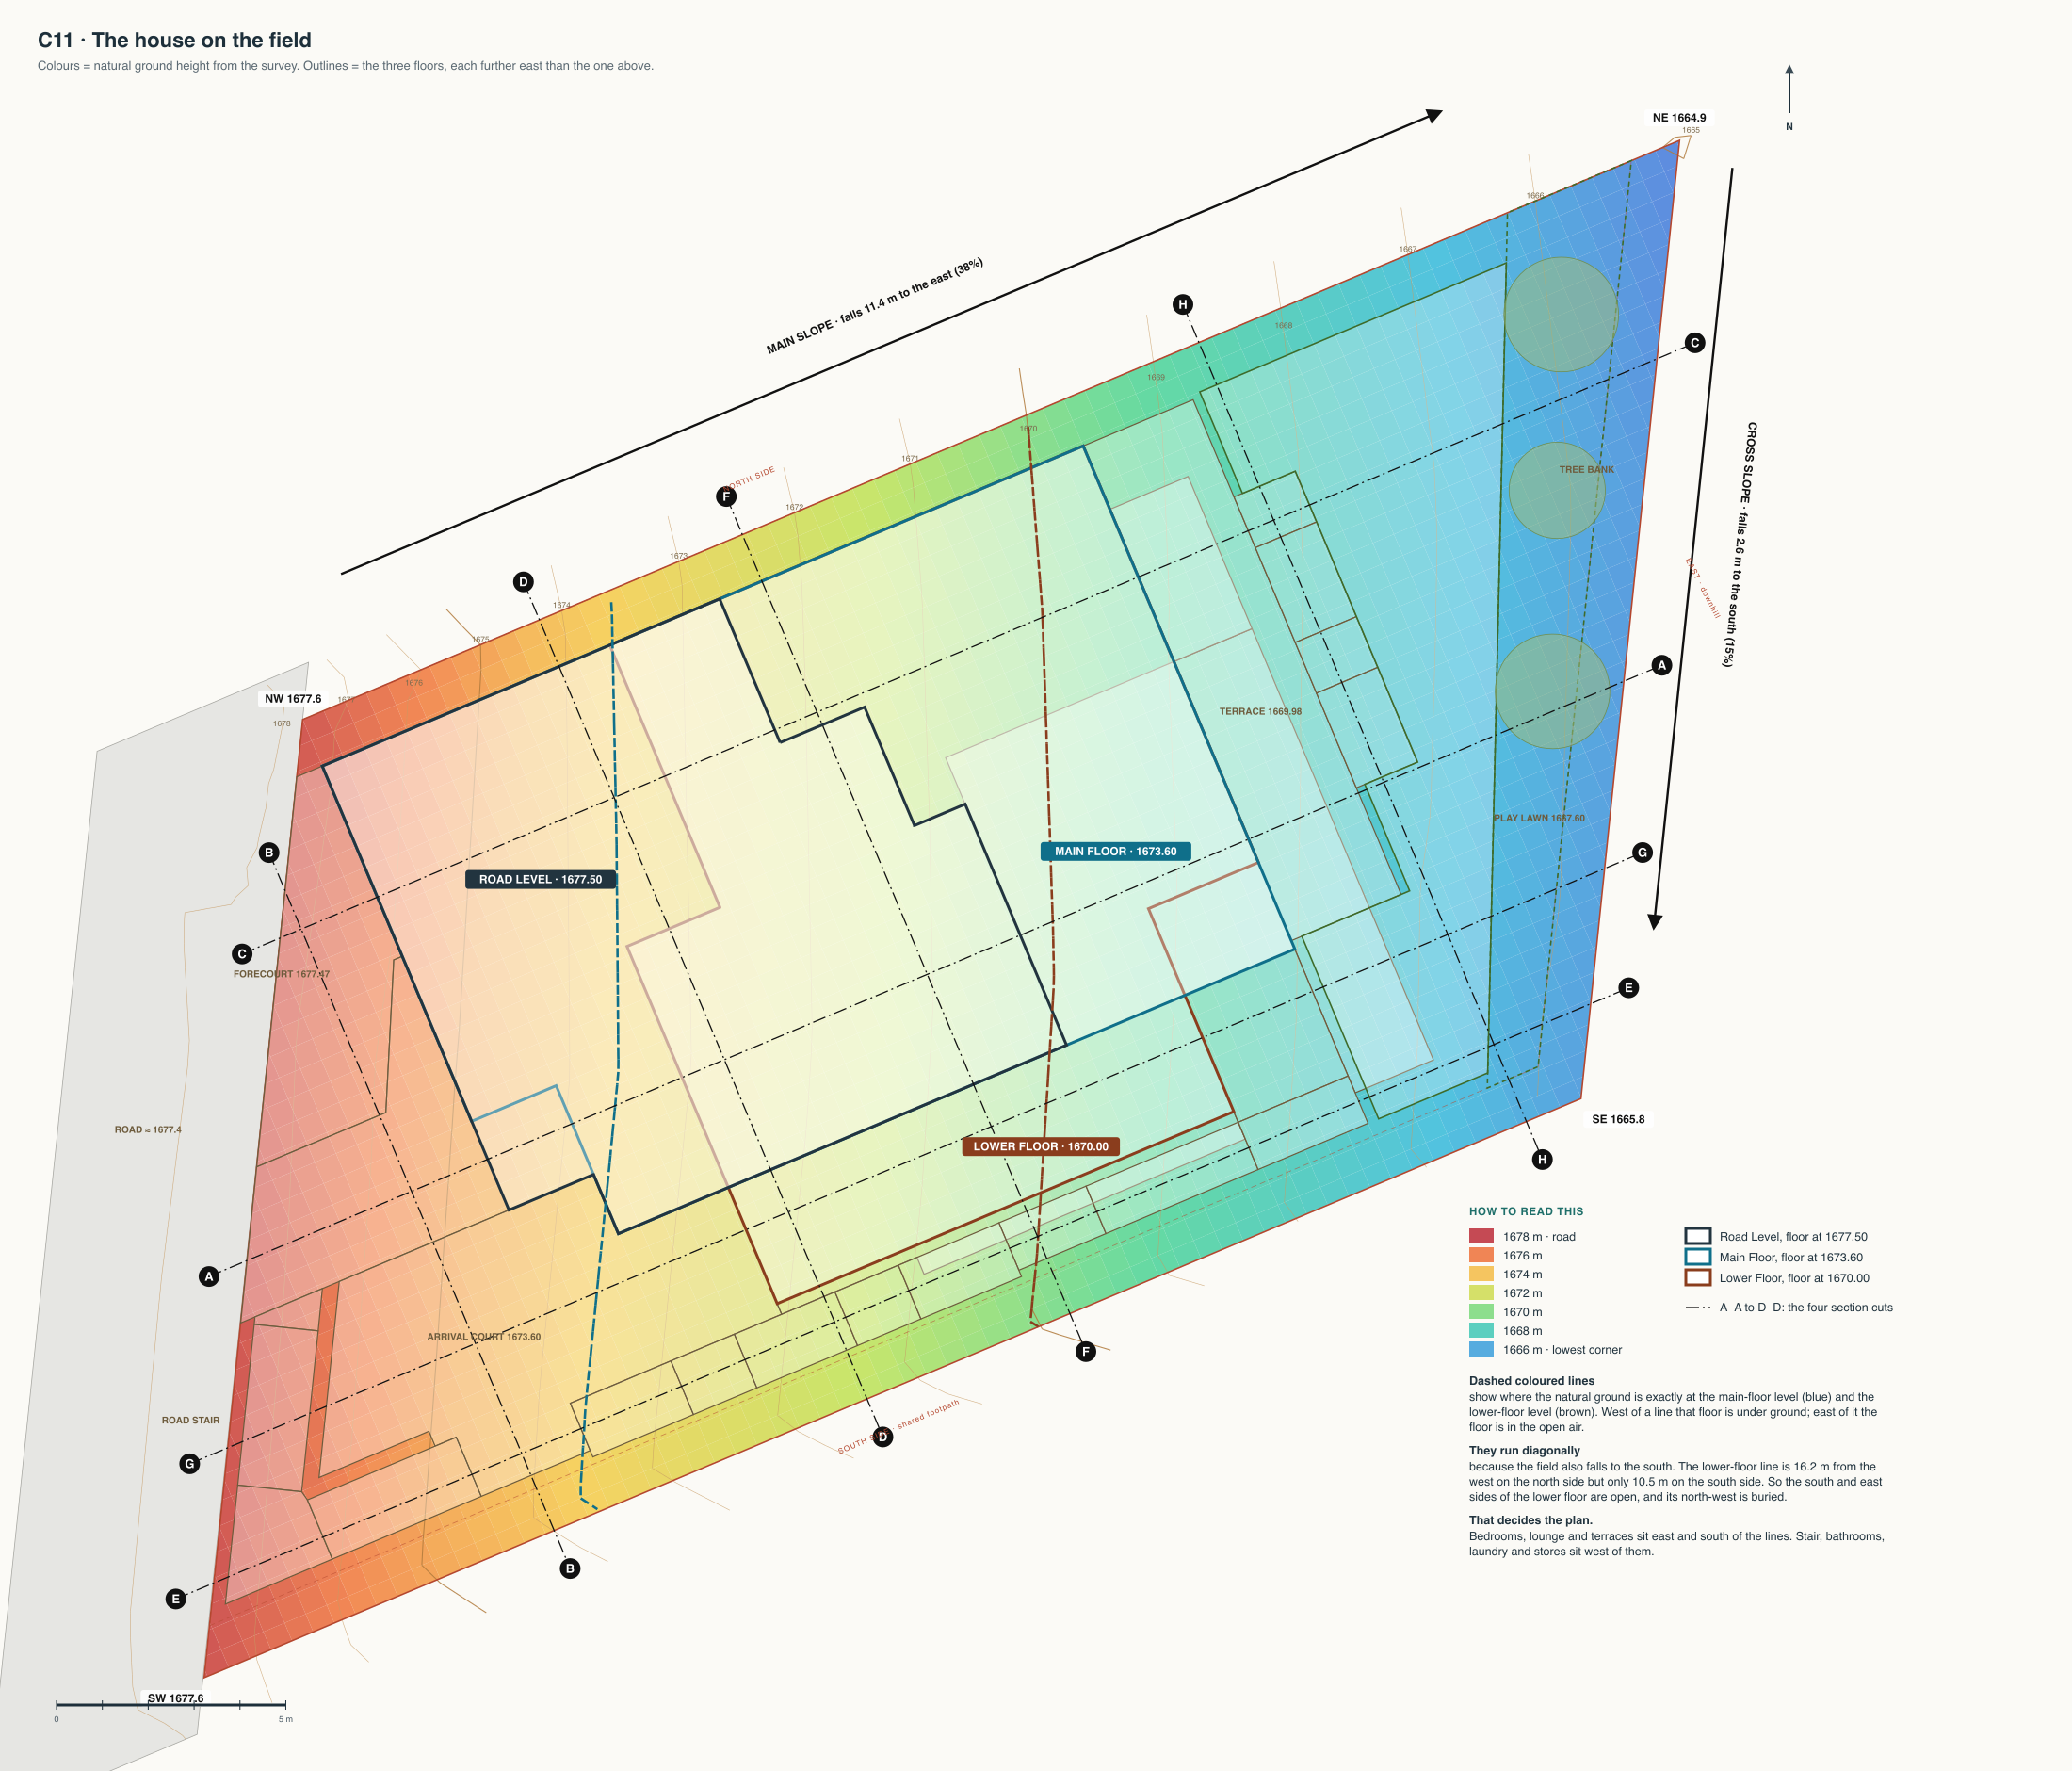 C11 · The house on the field
Colours = natural ground height from the survey. Outlines = the three floors, each further east than the one above.
N
NE 1664.9
1665
MAIN SLOPE · falls 11.4 m to the east (38%)
1666
1667
H
1668
C
1669
1670
CROSS SLOPE · falls 2.6 m to the south (15%)
1671
NORTH SIDE
F
1672
TREE BANK
1673
D
1674
EAST · downhill
1675
1676
A
NW 1677.6
1677
1678
TERRACE 1669.98
PLAY LAWN 1667.60
B
MAIN FLOOR · 1673.60
G
ROAD LEVEL · 1677.50
C
FORECOURT 1677.47
E
ROAD ≈ 1677.4
SE 1665.8
LOWER FLOOR · 1670.00
H
A
ARRIVAL COURT 1673.60
F
ROAD STAIR
SOUTH shared footpath
D
G
B
E
SW 1677.6
0
5 m
HOW TO READ THIS
1678 m · road
1676 m
1674 m
1672 m
1670 m
1668 m
1666 m · lowest corner
Road Level, floor at 1677.50
Main Floor, floor at 1673.60
Lower Floor, floor at 1670.00
A–A to D–D: the four section cuts
Dashed coloured lines
show where the natural ground is exactly at the main-floor level (blue) and the
lower-floor level (brown). West of a line that floor is under ground; east of it the
floor is in the open air.
They run diagonally
because the field also falls to the south. The lower-floor line is 16.2 m from the
west on the north side but only 10.5 m on the south side. So the south and east
sides of the lower floor are open, and its north-west is buried.
That decides the plan.
Bedrooms, lounge and terraces sit east and south of the lines. Stair, bathrooms,
laundry and stores sit west of them.